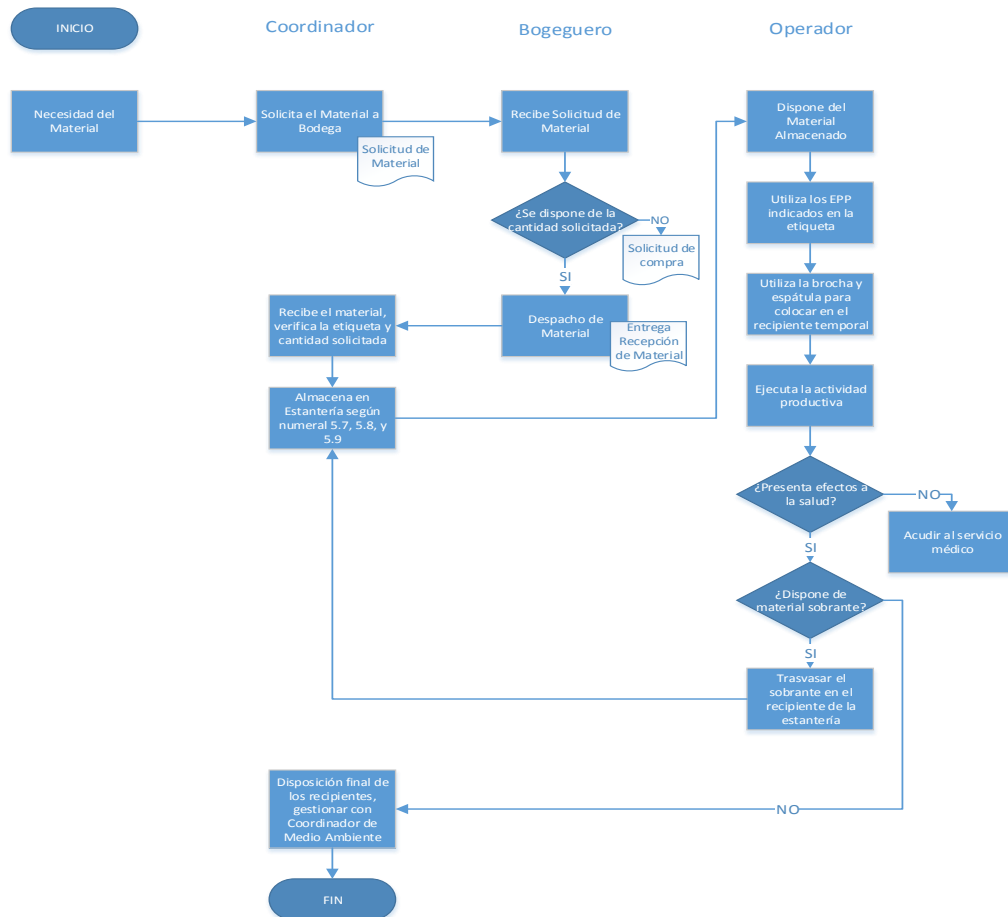 INICIO
Coordinador
Bogeguero
Operador
Necesidad del
Material
Solicita el Material a
Bodega
Solicitud de
Material
Recibe Solicitud de
Material
Dispone del
Material
Almacenado
¿Se dispone de la
cantidad solicitada?
NO
Solicitud de
compra
SI
Utiliza los EPP
indicados en la
etiqueta
Recibe el material,
verifica la etiqueta y
cantidad solicitada
Despacho de
Material
Entrega
Recepción
de Material
Utiliza la brocha y
espátula para
colocar en el
recipiente temporal
Almacena en
Estantería según
numeral 5.7, 5.8, y
5.9
Ejecuta la actividad
productiva
¿Presenta efectos a
la salud?
NO
Acudir al servicio
médico
SI
¿Dispone de
material sobrante?
SI
Trasvasar el
sobrante en el
recipiente de la
estantería
Disposición final de
los recipientes,
gestionar con
Coordinador de
Medio Ambiente
NO
FIN